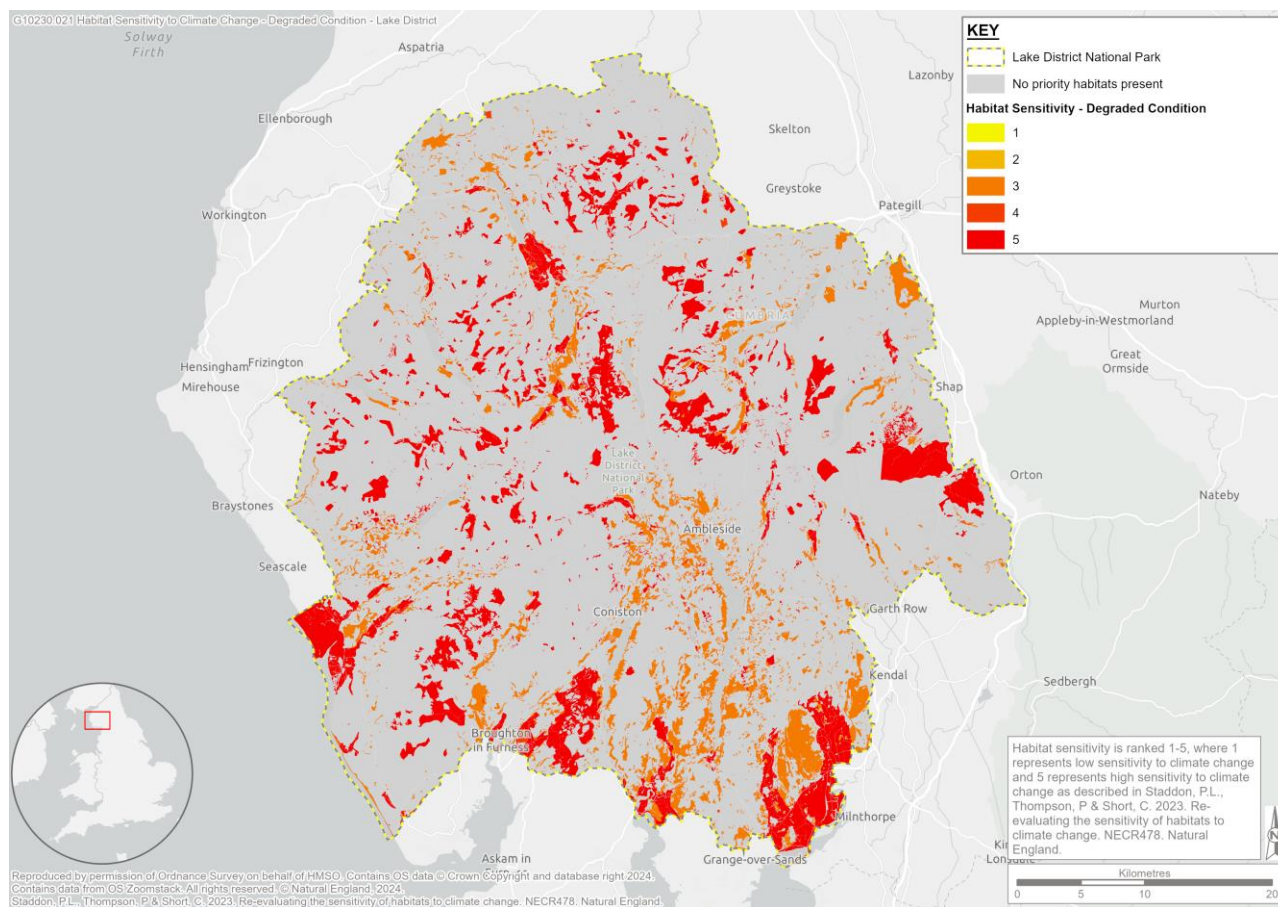 G10230.021 Habitat Sensitivity to Climate Change - Degraded Condition - Lake District
Solway
Firth
Aspatria
Lazonby
Ellenborough
Skelton
Greystoke
Pategill
Workington
CUMBRIA
Murton
Appleby-in-Westmorland
Great
Ormside
Hensingham
Frizington
Mirehouse
Shap
Lake
District
National
Park
Orton
Nateby
Braystones
Ambleside
Seascale
Coniston
Garth Row
Kendal
Sedbergh
Broughton
in Furness
Milnthorpe
Grange-over-Sands
Askam in
Lonsdale
KEY
Lake District National Park
No priority habitats present
Habitat Sensitivity - Degraded Condition
1
2
3
4
5
Habitat sensitivity is ranked 1-5, where 1
represents low sensitivity to climate change
and 5 represents high sensitivity to climate
change as described in Staddon, P.L.,
Thompson, P & Short, C. 2023. Re-
evaluating the sensitivity of habitats to
climate change. NECR478. Natural
England.
N
Kilometres
0 5 10 20
Reproduced by permission of Ordnance Survey on behalf of HMSO. Contains OS data © Crown Copyright and database right 2024.
Contains data from OS Zoomstack. All rights reserved. © Natural England, 2024.
Staddon, P.L., Thompson, P & Short, C. 2023. Re-evaluating the sensitivity of habitats to climate change. NECR478. Natural England.